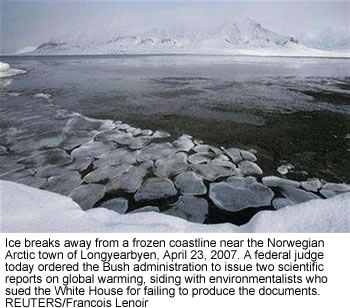 Ice breaks away from a frozen coastline near the Norwegian
Arctic town of Longyearbyen, April 23, 2007. A federal judge
today ordered the Bush administration to issue two scientific
reports on global warming, siding with environmentalists who
sued the White House for failing to produce the documents.
REUTERS/Francois Lenoir